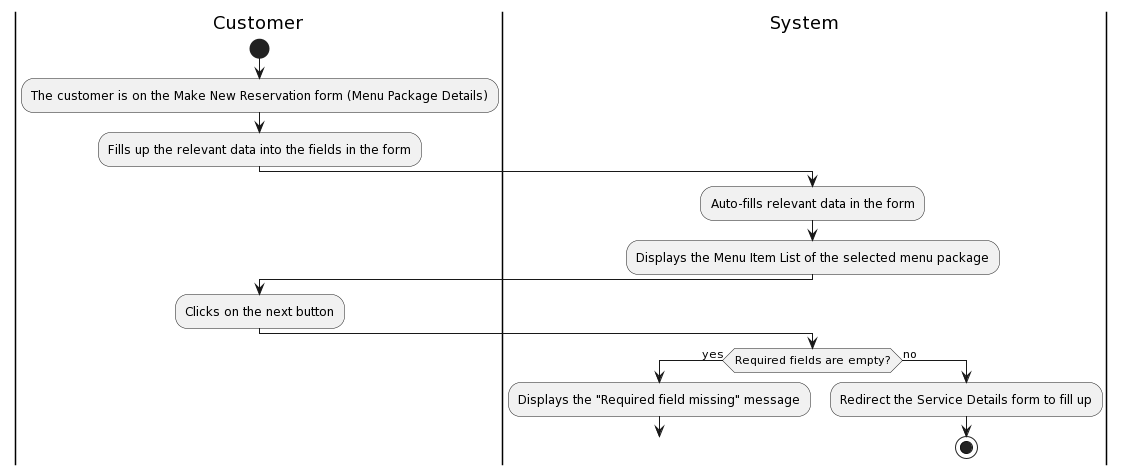 Customer
System
The customer is on the Make New Reservation form (Menu Package Details)
Fills up the relevant data into the fields in the form
Auto-fills relevant data in the form
Displays the Menu Item List of the selected menu package
Clicks on the next button
yes
Required fields are empty?
no
Displays the "Required field missing" message
Redirect the Service Details form to fill up